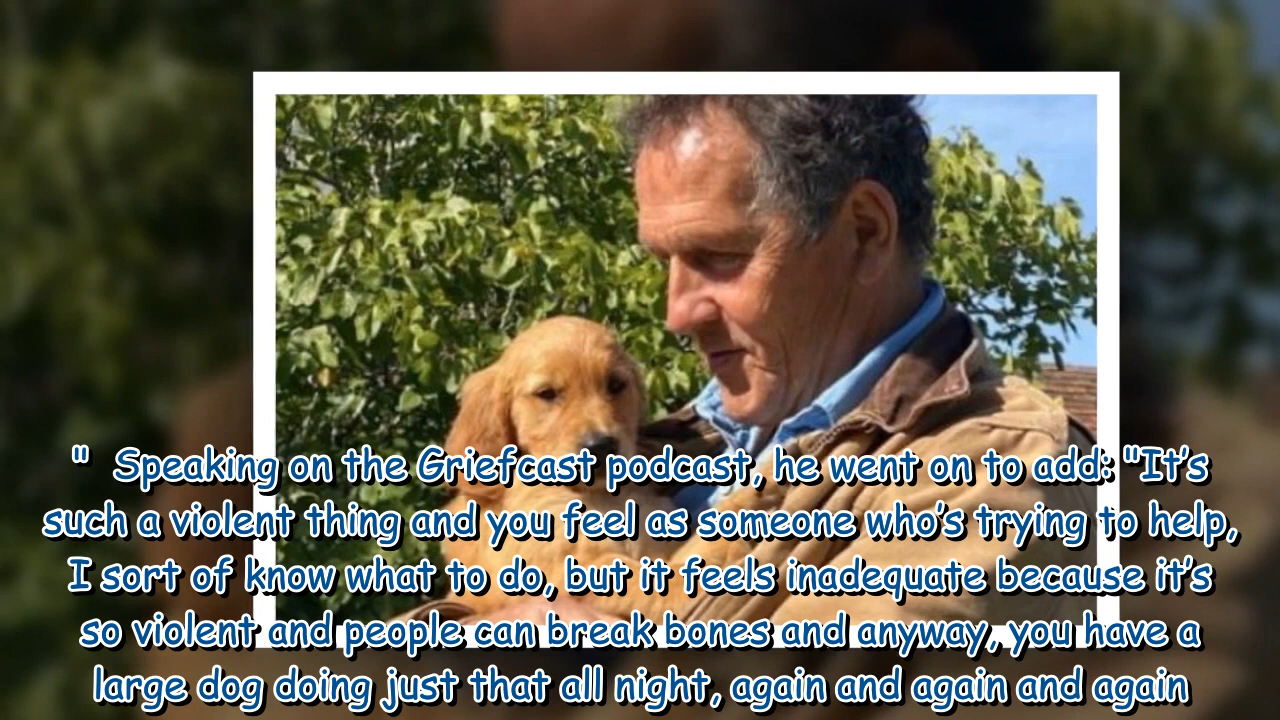 "  Speaking on the Griefcast podcast, he went on to add: "It’s
such a violent thing and you feel as someone who’s trying to help,
I sort of know what to do, but it feels inadequate because it’s
so violent and people can break bones and anyway, you have a
large dog doing just that all night, again and again and again